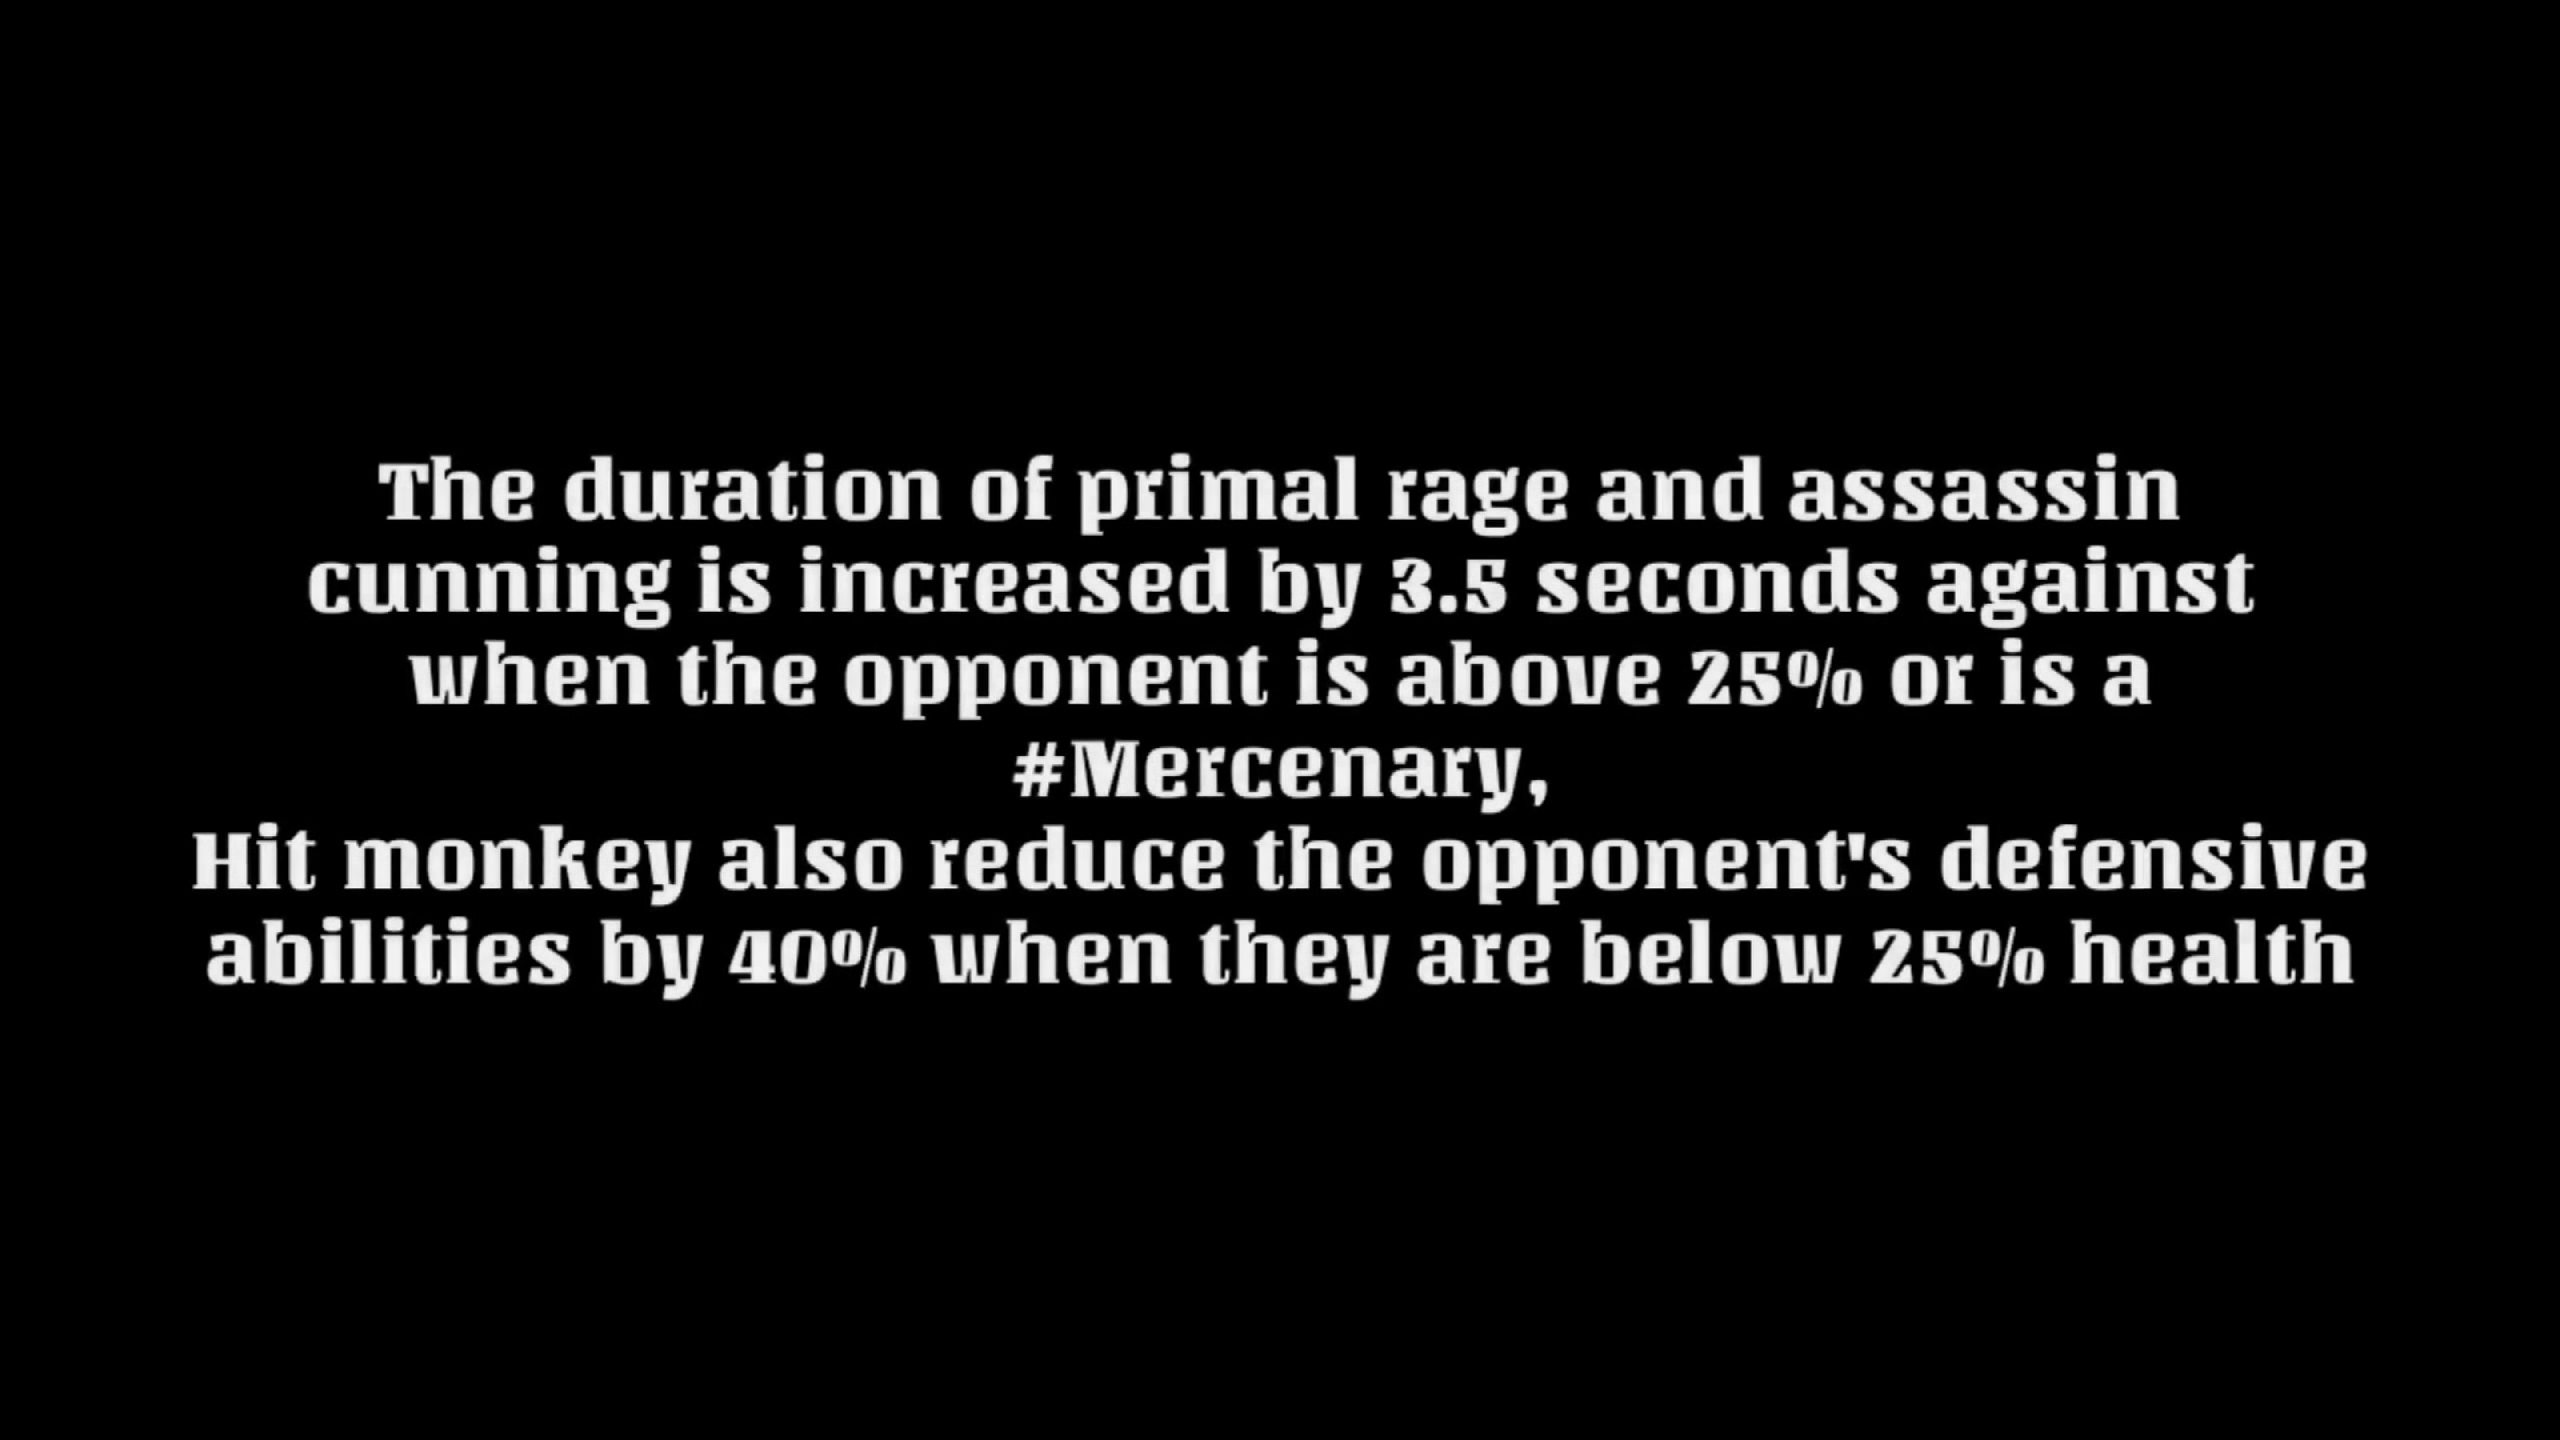 The duration of primal rage and assassin
cunning is increased by 3.5 seconds against
when the opponent is above 25% or is a
#Mercenary,
Hit monkey also reduce the opponent's defensive
abilities by 40% when they are below 25% health